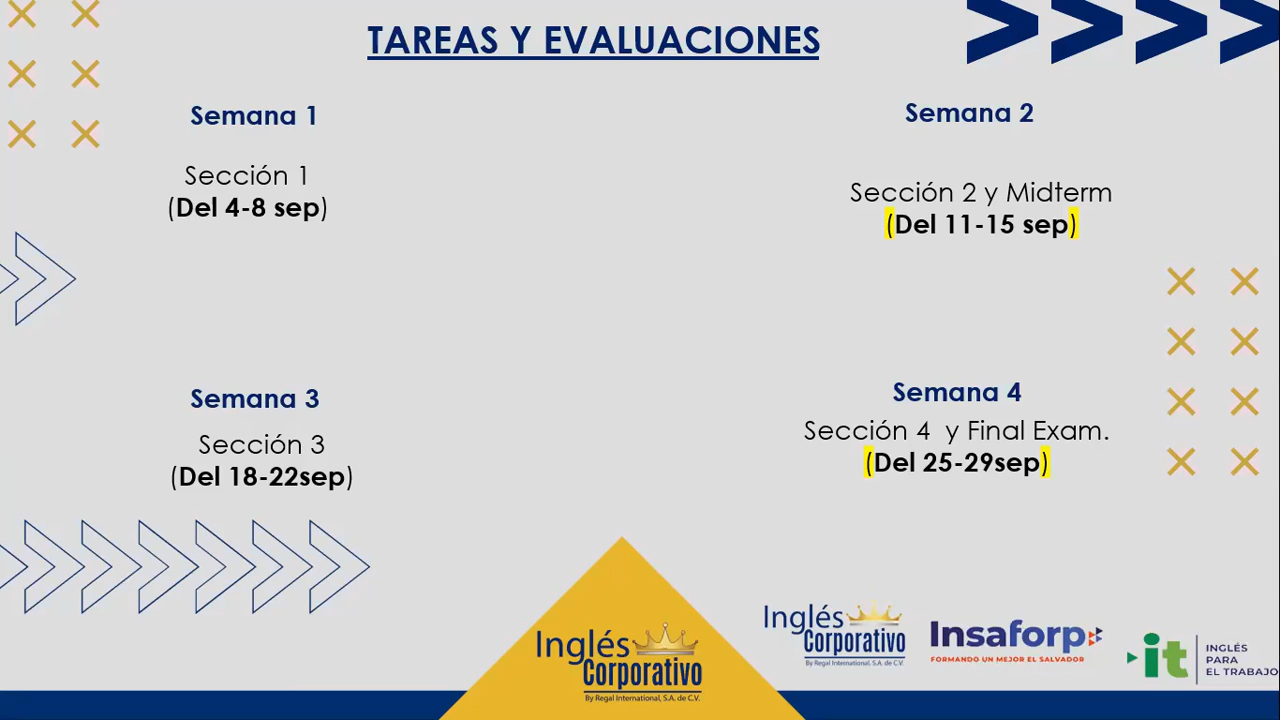 TAREAS Y EVALUACIONES
Semana 1
Sección 1
(Del 4-8 sep)
Semana 2
Sección 2 y Midterm
(Del 11-15 sep)
Semana 3
Sección 3
(Del 18-22sep)
Semana 4
Sección 4 y Final Exam.
(Del 25-29sep)
Inglés
Corporativo
By Regal International, S.A. de C.V.
Inglés
Corporativo
By Regal International, S.A. de C.V.
Insaforp
FORMANDO UN MEJOR EL SALVADOR
it
INGLÉS
PARA
EL TRABAJO